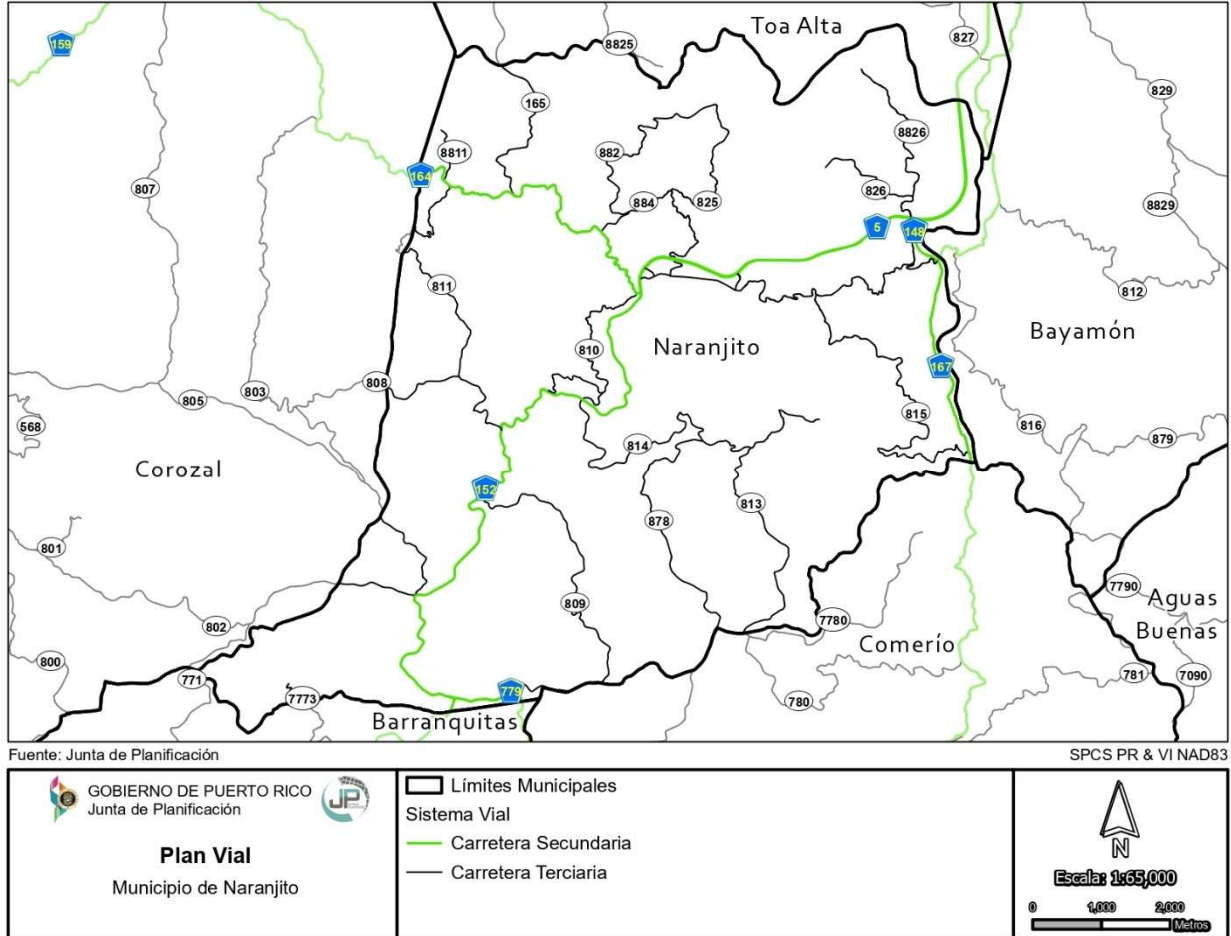 Toa Alta
827
159
8825
829
165
8826
8811
882
164
807
826
8829
884
825
5
148
811
812
Bayamón
810
Naranjito
167
808
803
805
815
568
816
879
814
Corozal
152
813
878
801
7790
Aguas
809
Buenas
7780
802
Comerío
800
771
781
7090
779
7773
780
Barranquitas
Fuente: Junta de Planificación
SPCS PR & VI NAD83
GOBIERNO DE PUERTO RICO
Junta de Planificación
JP
Plan Vial
Municipio de Naranjito
Límites Municipales
Sistema Vial
Carretera Secundaria
Carretera Terciaria
N
Escala: 1:65,000
0 1,000 2,000
Metros